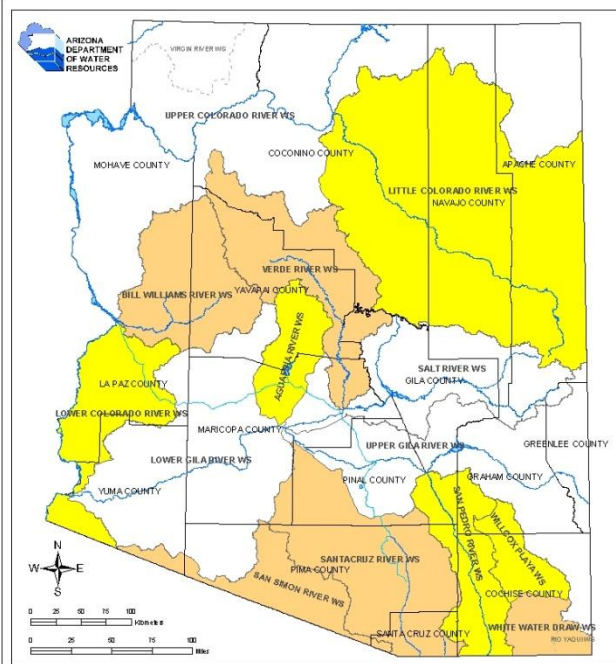 ARIZONA
DEPARTMENT
OF WATER
RESOURCES
VIRGIN RIVER WS
UPPER COLORADO RIVER WS
COCONINO COUNTY
MOHAVE COUNTY
APACHE COUNTY
LITTLE COLORADO RIVER WS
NAVAJO COUNTY
VERDE RIVER WS
YAVAPAI COUNTY
BILL WILLIAMS RIVER WS
AGUA FRIA RIVER WS
SALT RIVER WS
GILA COUNTY
LA PAZ COUNTY
LOWER COLORADO RIVER WS
MARICOPA COUNTY
UPPER GILA RIVER WS
GREENLEE COUNTY
LOWER GILA RIVER WS
PINAL COUNTY
GRAHAM COUNTY
YUMA COUNTY
SAN PEDRO RIVER WS
WILLCOX PLAYA WS
SANTA CRUZ RIVER WS
PIMA COUNTY
SAN SIMON RIVER WS
COCHISE COUNTY
SANTA CRUZ COUNTY
WHITE WATER DRAW WS
RIO YAQUI WS
N
W E
S
0 25 50 75 100
Kilometers
0 25 50 75 100
Miles